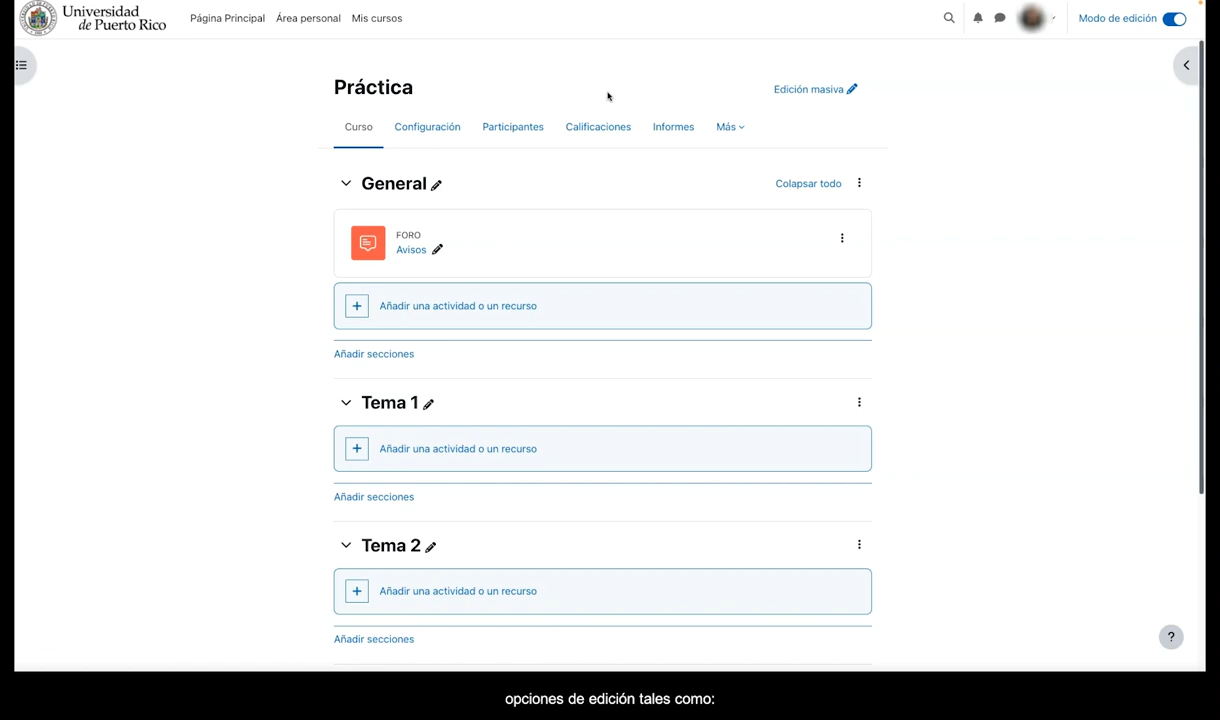 Universidad
de Puerto Rico
Página Principal Área personal Mis cursos
Modo de edición
Práctica
Edición masiva
Curso Configuración Participantes Calificaciones Informes Más
General
Colapsar todo
FORO
Avisos
+ Añadir una actividad o un recurso
Añadir secciones
Tema 1
+ Añadir una actividad o un recurso
Añadir secciones
Tema 2
+ Añadir una actividad o un recurso
Añadir secciones
?
opciones de edición tales como: